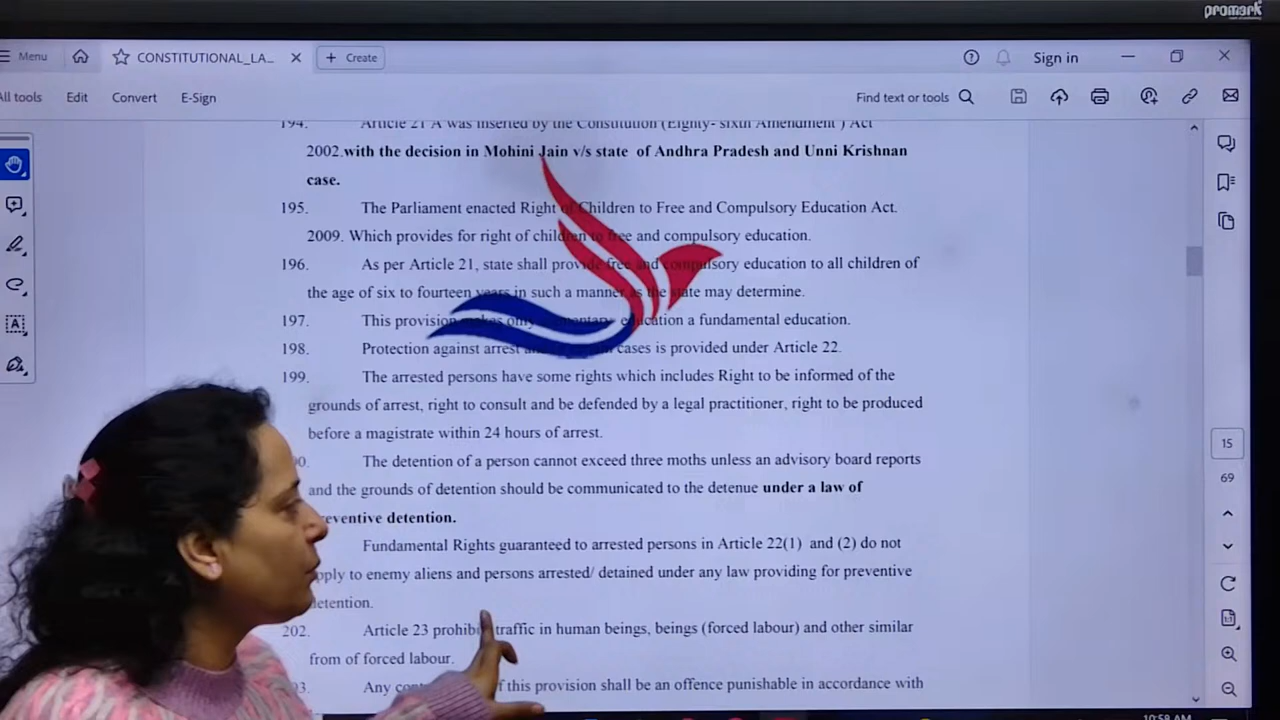 promark
Menu
CONSTITUTIONAL_LA...
Create
Sign in
All tools
Edit
Convert
E-Sign
Find text or tools
194. Article 21 A was inserted by the Constitution (Eighty- sixth Amendment ) Act
2002.with the decision in Mohini Jain v/s state of Andhra Pradesh and Unni Krishnan
case.
195. The Parliament enacted Right of Children to Free and Compulsory Education Act.
2009. Which provides for right of children to free and compulsory education.
196. As per Article 21, state shall provide free and compulsory education to all children of
the age of six to fourteen years in such a manner as the state may determine.
197. This provision makes only elementary education a fundamental education.
198. Protection against arrest cases is provided under Article 22.
199. The arrested persons have some rights which includes Right to be informed of the
grounds of arrest, right to consult and be defended by a legal practitioner, right to be produced
before a magistrate within 24 hours of arrest.
The detention of a person cannot exceed three moths unless an advisory board reports
and the grounds of detention should be communicated to the detenue under a law of
preventive detention.
Fundamental Rights guaranteed to arrested persons in Article 22(1) and (2) do not
apply to enemy aliens and persons arrested/ detained under any law providing for preventive
detention.
202. Article 23 prohibit traffic in human beings, beings (forced labour) and other similar
from of forced labour.
Any of this provision shall be an offence punishable in accordance with
15
69
10:58 AM